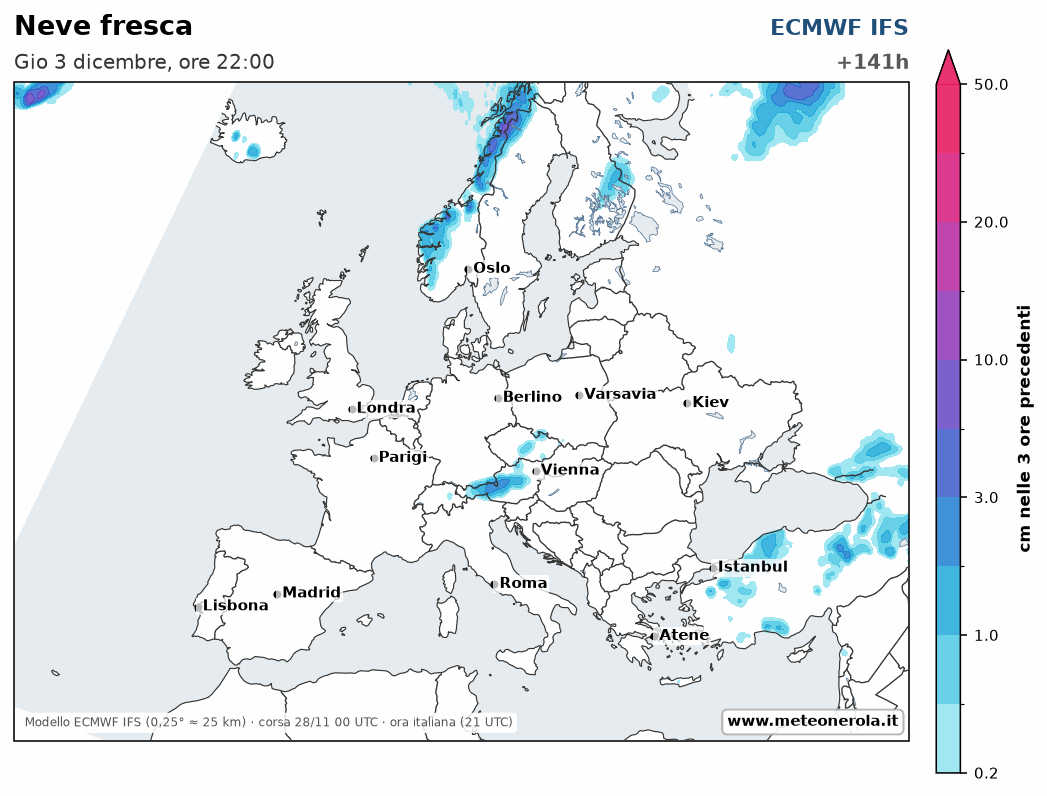 Neve fresca
ECMWF IFS
Gio 3 dicembre, ore 22:00
+141h
50.0
20.0
10.0
3.0
1.0
0.2
cm nelle 3 ore precedenti
Oslo
Berlino
Varsavia
Kiev
Londra
Parigi
Vienna
Istanbul
Roma
Madrid
Lisbona
Atene
Modello ECMWF IFS (0,25° ≈ 25 km) · corsa 28/11 00 UTC · ora italiana (21 UTC)
www.meteonerola.it